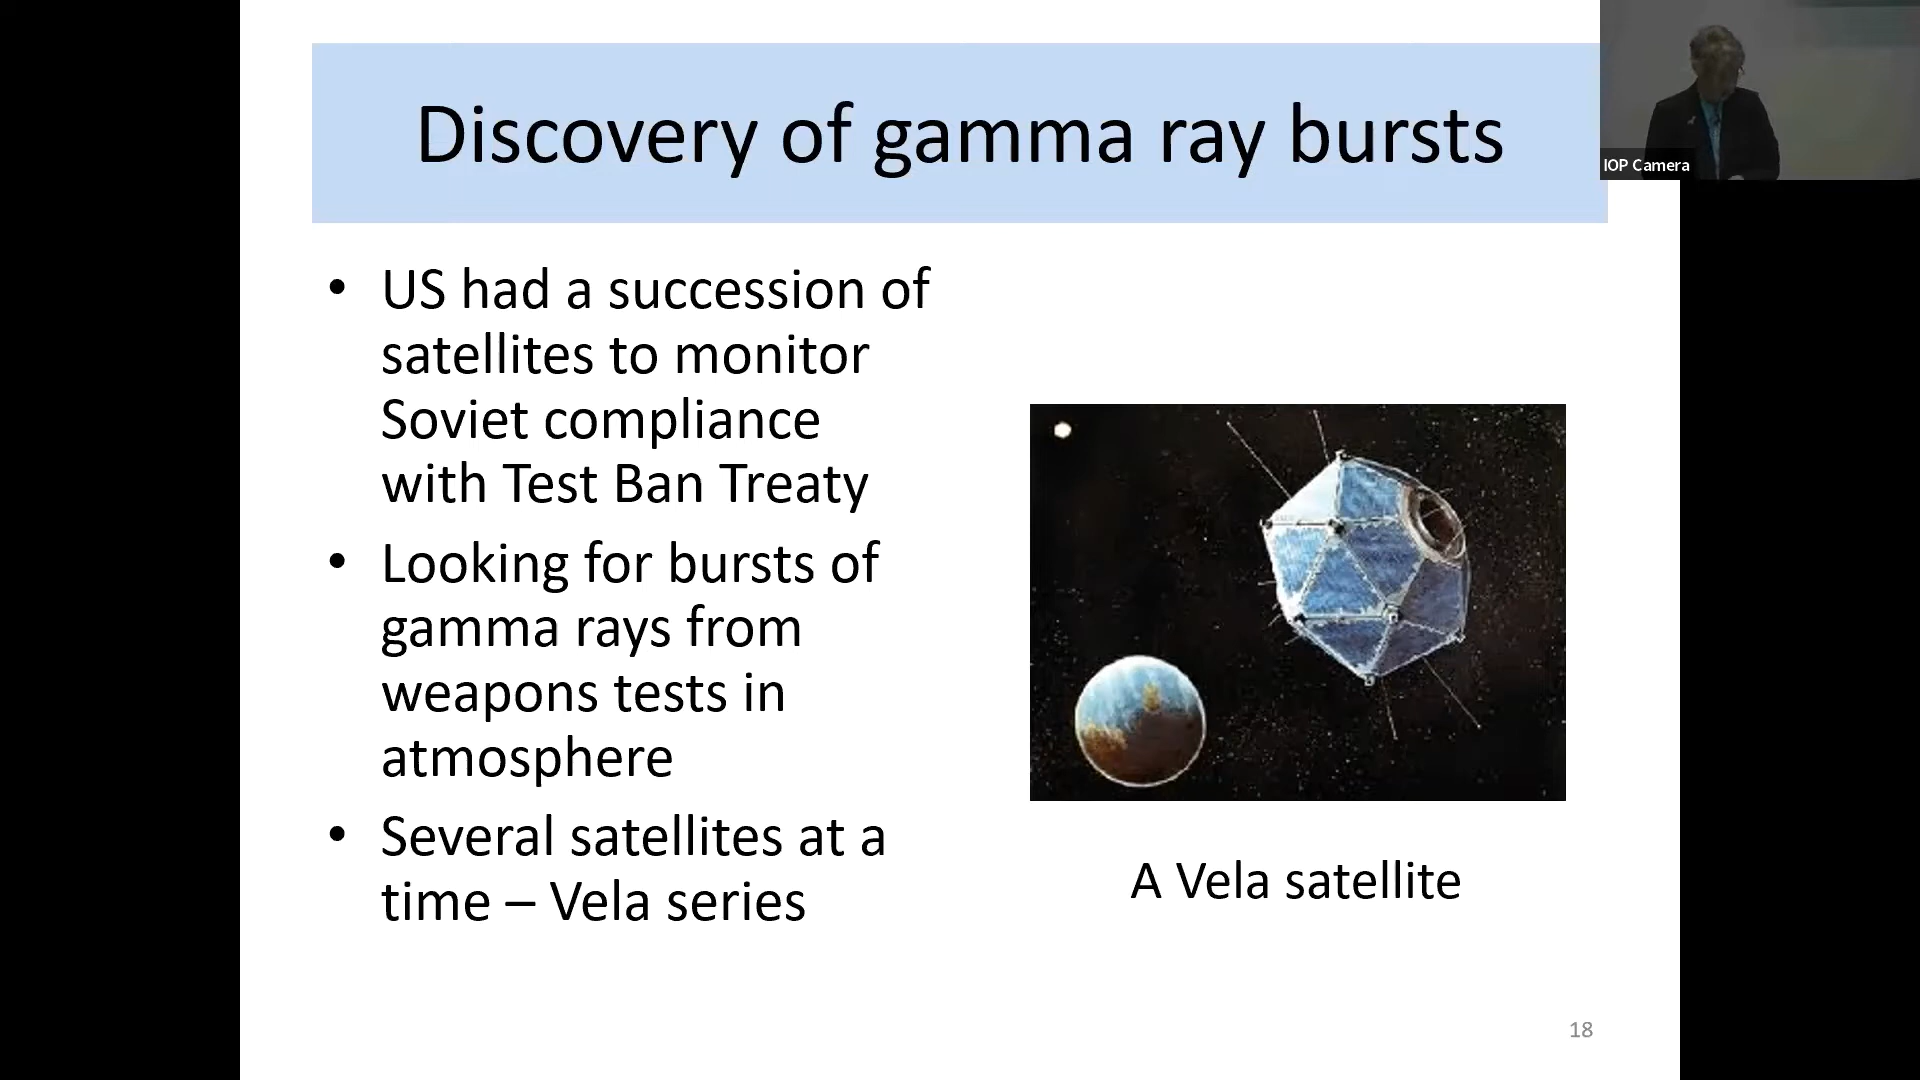 Discovery of gamma ray bursts
IOP Camera
• US had a succession of
satellites to monitor
Soviet compliance
with Test Ban Treaty
• Looking for bursts of
gamma rays from
weapons tests in
atmosphere
• Several satellites at a
time – Vela series
A Vela satellite
18